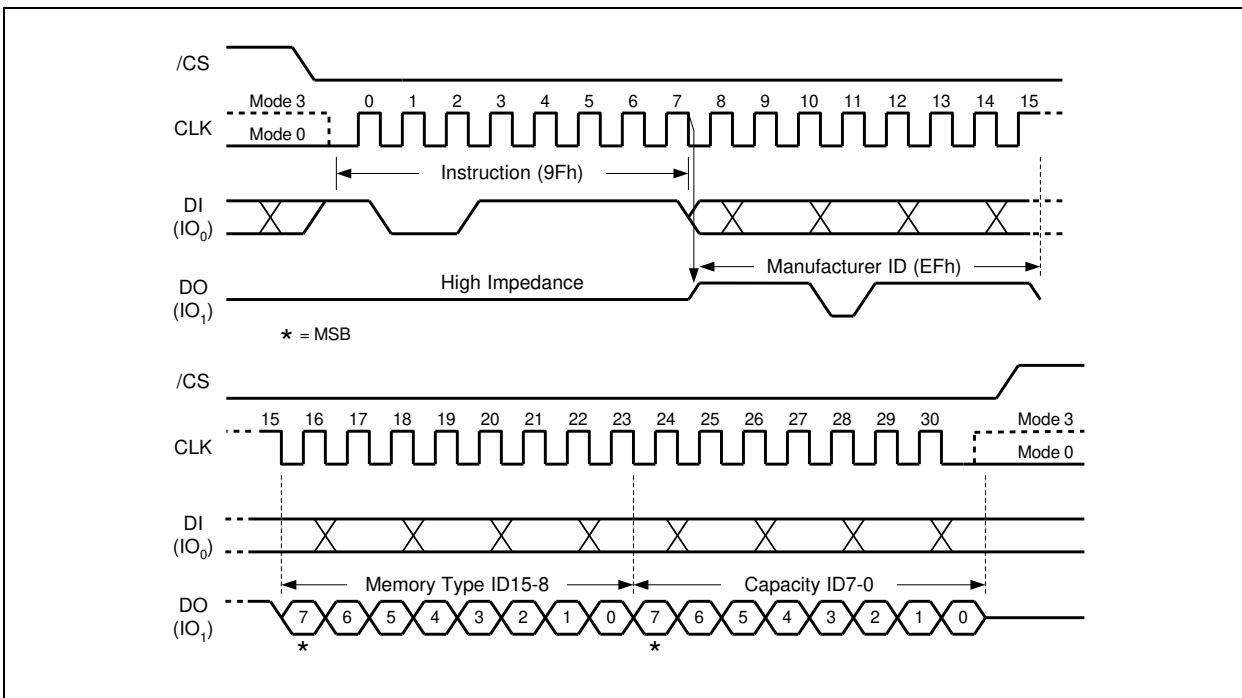 /CS
Mode 3 0 1 2 3 4 5 6 7 8 9 10 11 12 13 14 15
CLK
Mode 0
Instruction (9Fh)
DI
(IO₀)
Manufacturer ID (EFh)
High Impedance
DO
(IO₁)
* = MSB
/CS
15 16 17 18 19 20 21 22 23 24 25 26 27 28 29 30 Mode 3
CLK
Mode 0
DI
(IO₀)
Memory Type ID15-8 Capacity ID7-0
DO
(IO₁)
7 6 5 4 3 2 1 0 7 6 5 4 3 2 1 0
* *